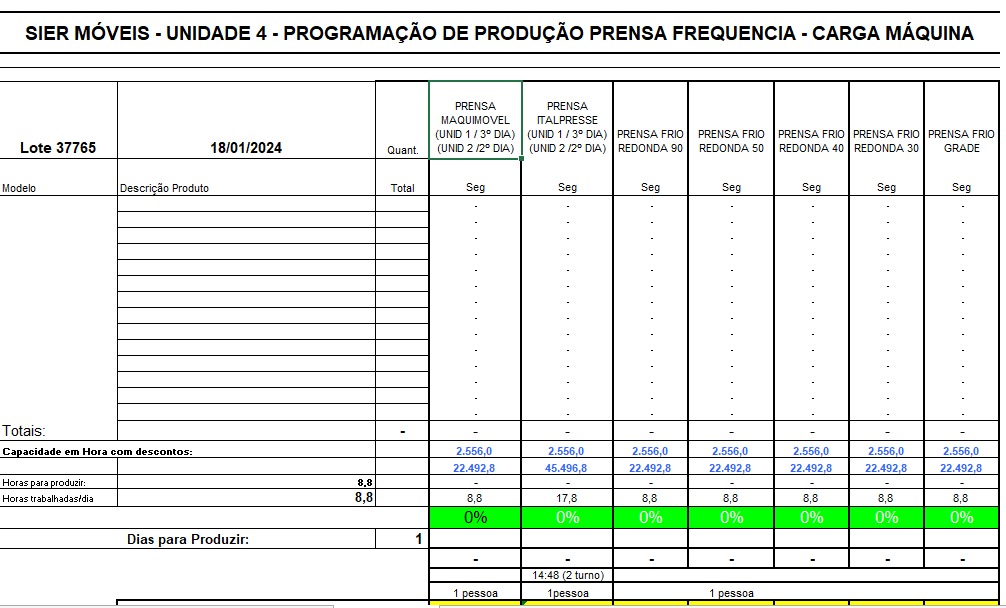 SIER MÓVEIS - UNIDADE 4 - PROGRAMAÇÃO DE PRODUÇÃO PRENSA FREQUENCIA - CARGA MÁQUINA
Lote 37765 18/01/2024 Quant.
PRENSA MAQUIMOVEL (UNID 1 / 3º DIA) (UNID 2 /2º DIA)
PRENSA ITALPRESSE (UNID 1 / 3º DIA) (UNID 2 /2º DIA)
PRENSA FRIO REDONDA 90
PRENSA FRIO REDONDA 50
PRENSA FRIO REDONDA 40
PRENSA FRIO REDONDA 30
PRENSA FRIO GRADE
Modelo Descrição Produto Total Seg Seg Seg Seg Seg Seg Seg
- - - - - - -
- - - - - - -
- - - - - - -
- - - - - - -
- - - - - - -
- - - - - - -
- - - - - - -
- - - - - - -
- - - - - - -
- - - - - - -
- - - - - - -
- - - - - - -
- - - - - - -
- - - - - - -
Totais: - - - - - - - -
Capacidade em Hora com descontos: 2.556,0 2.556,0 2.556,0 2.556,0 2.556,0 2.556,0 2.556,0
22.492,8 45.496,8 22.492,8 22.492,8 22.492,8 22.492,8 22.492,8
Horas para produzir: 8,8 - - - - - - -
Horas trabalhadas/dia 8,8 8,8 17,8 8,8 8,8 8,8 8,8 8,8
0% 0% 0% 0% 0% 0% 0%
Dias para Produzir: 1
- - - - - - -
14:48 (2 turno)
1 pessoa 1pessoa 1 pessoa